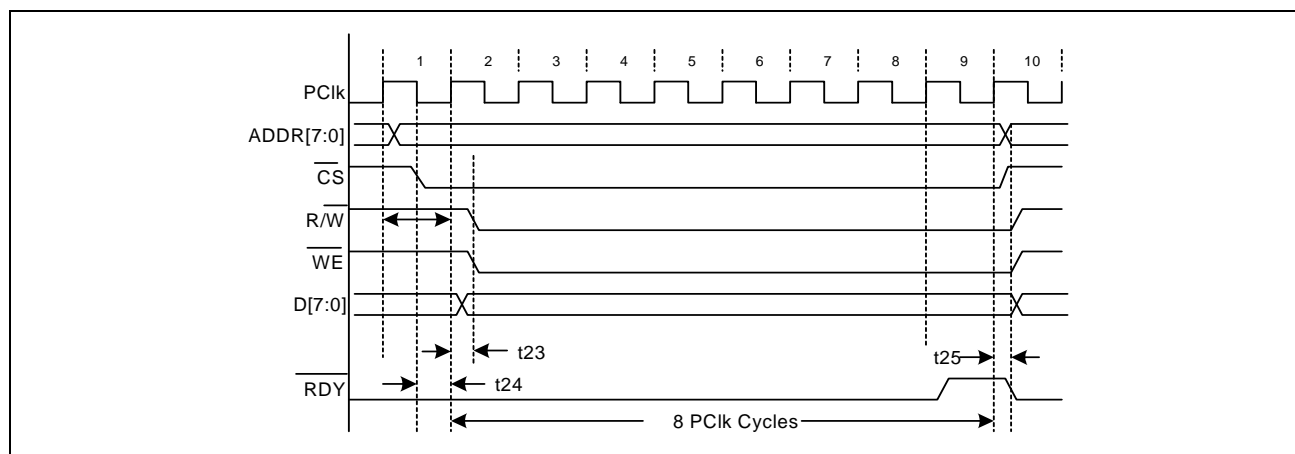 1 2 3 4 5 6 7 8 9 10
PClk
ADDR[7:0]
CS
R/W
WE
D[7:0]
t23
t25
t24
RDY
8 PClk Cycles